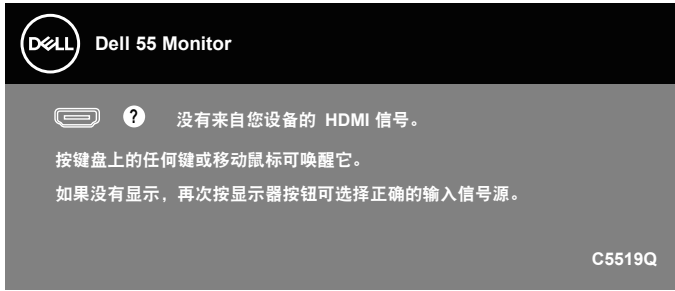 DELL Dell 55 Monitor
? 没有来自您设备的 HDMI 信号。
按键盘上的任何键或移动鼠标可唤醒它。
如果没有显示，再次按显示器按钮可选择正确的输入信号源。
C5519Q